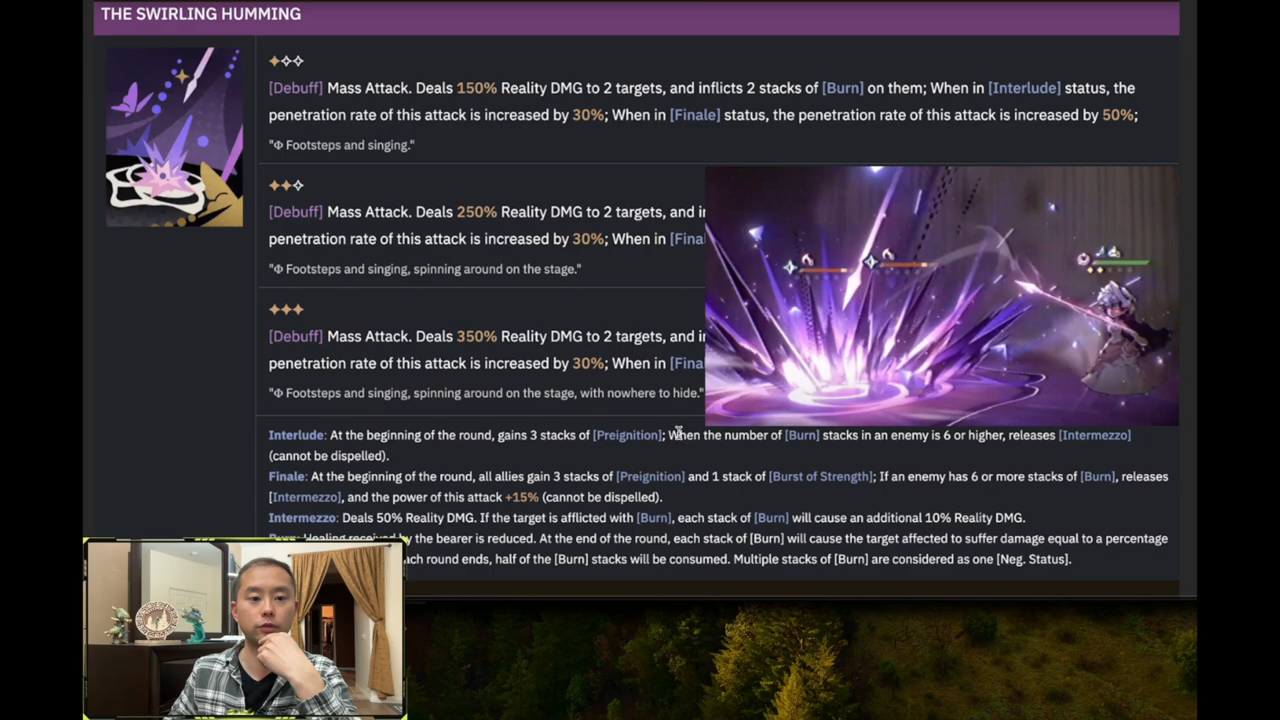 THE SWIRLING HUMMING
[Debuff] Mass Attack. Deals 150% Reality DMG to 2 targets, and inflicts 2 stacks of [Burn] on them; When in [Interlude] status, the
penetration rate of this attack is increased by 30%; When in [Finale] status, the penetration rate of this attack is increased by 50%;
"Φ Footsteps and singing."
[Debuff] Mass Attack. Deals 250% Reality DMG to 2 targets, and
penetration rate of this attack is increased by 30%; When in
"Φ Footsteps and singing, spinning around on the stage."
[Debuff] Mass Attack. Deals 350% Reality DMG to 2 targets, and
penetration rate of this attack is increased by 30%; When in
"Φ Footsteps and singing, spinning around on the stage, with nowhere to hide."
Interlude: At the beginning of the round, gains 3 stacks of [Preignition]; When the number of [Burn] stacks in an enemy is 6 or higher, releases [Intermezzo]
(cannot be dispelled).
Finale: At the beginning of the round, all allies gain 3 stacks of [Preignition] and 1 stack of [Burst of Strength]; If an enemy has 6 or more stacks of [Burn], releases
[Intermezzo], and the power of this attack +15% (cannot be dispelled).
Intermezzo: Deals 50% Reality DMG. If the target is afflicted with [Burn], each stack of [Burn] will cause an additional 10% Reality DMG.
Healing received by the bearer is reduced. At the end of the round, each stack of [Burn] will cause the target affected to suffer damage equal to a percentage
round ends, half of the [Burn] stacks will be consumed. Multiple stacks of [Burn] are considered as one [Neg. Status].